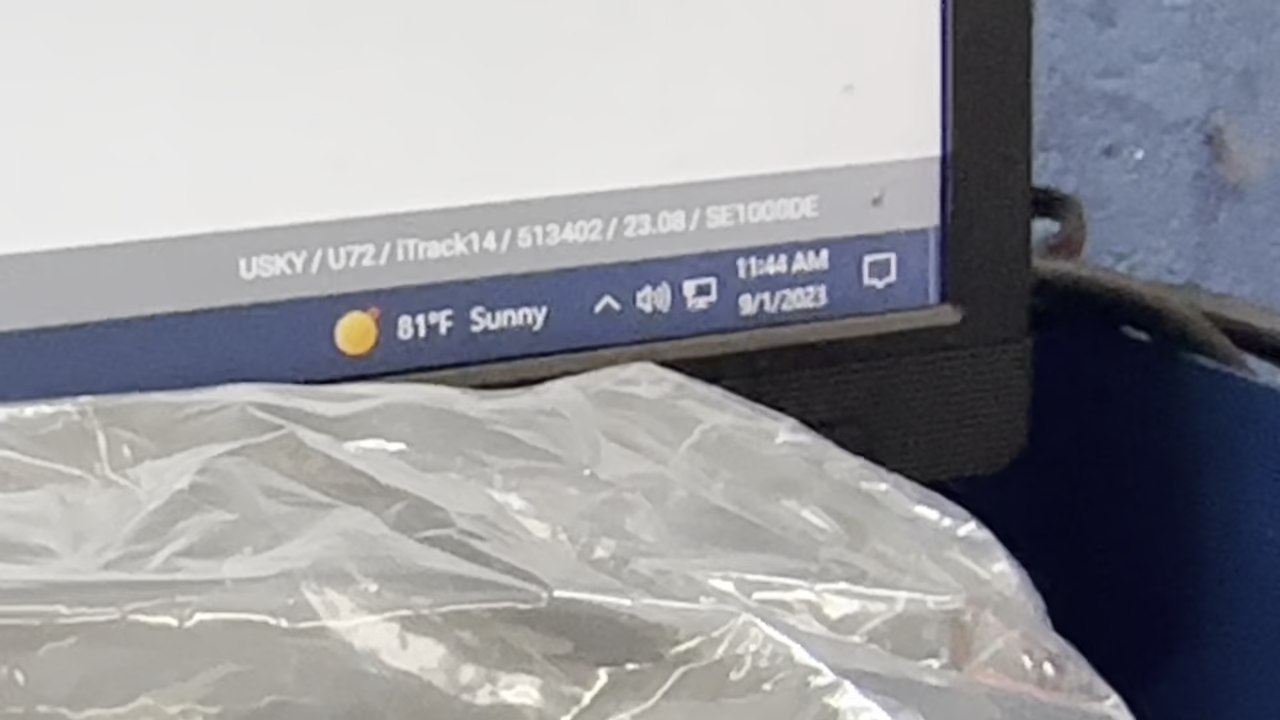 USKY / U72 / iTrack14 / 513402 / 23.08 / SE1000DE
81°F Sunny
11:44 AM
9/1/2023